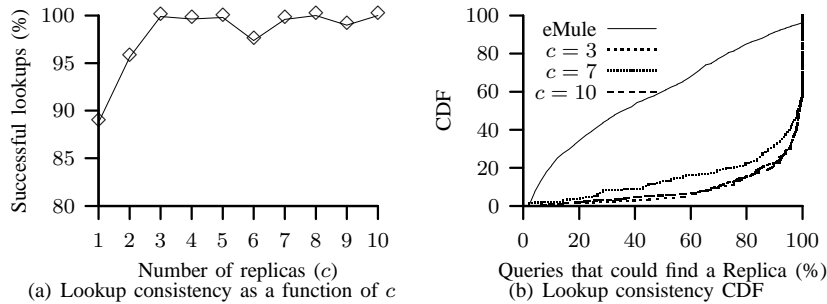 Successful lookups (%)
100
95
90
85
80
1 2 3 4 5 6 7 8 9 10
Number of replicas (c)
(a) Lookup consistency as a function of c
CDF
100
80
60
40
20
0
eMule
c = 3
c = 7
c = 10
0 20 40 60 80 100
Queries that could find a Replica (%)
(b) Lookup consistency CDF